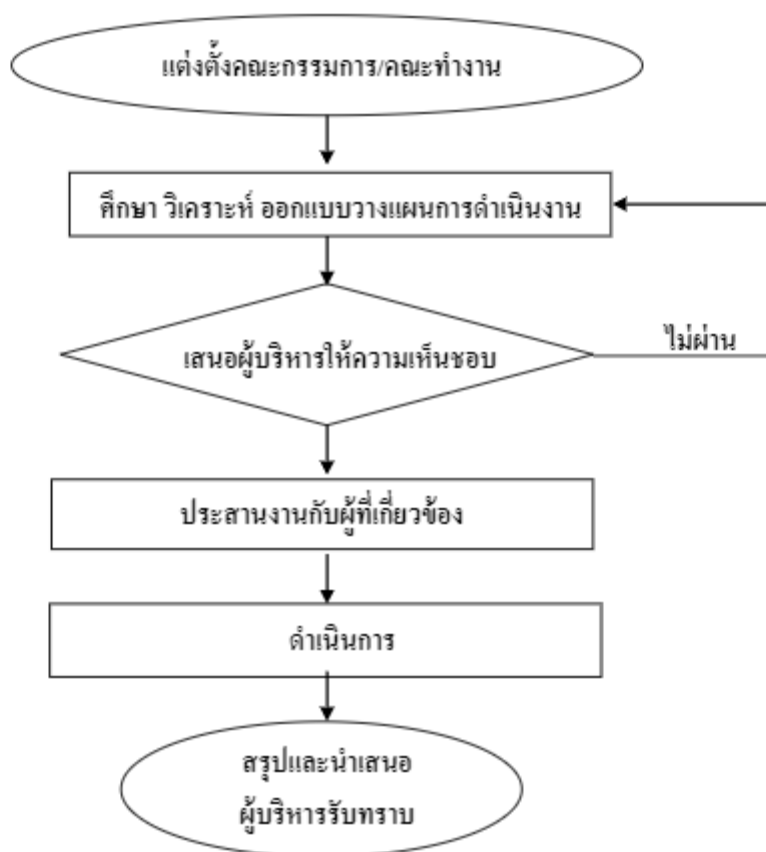 แต่งตั้งคณะกรรมการ/คณะทำงาน
ศึกษา วิเคราะห์ ออกแบบวางแผนการดำเนินงาน
เสนอผู้บริหารให้ความเห็นชอบ
ไม่ผ่าน
ประสานงานกับผู้ที่เกี่ยวข้อง
ดำเนินการ
สรุปและนำเสนอ
ผู้บริหารรับทราบ